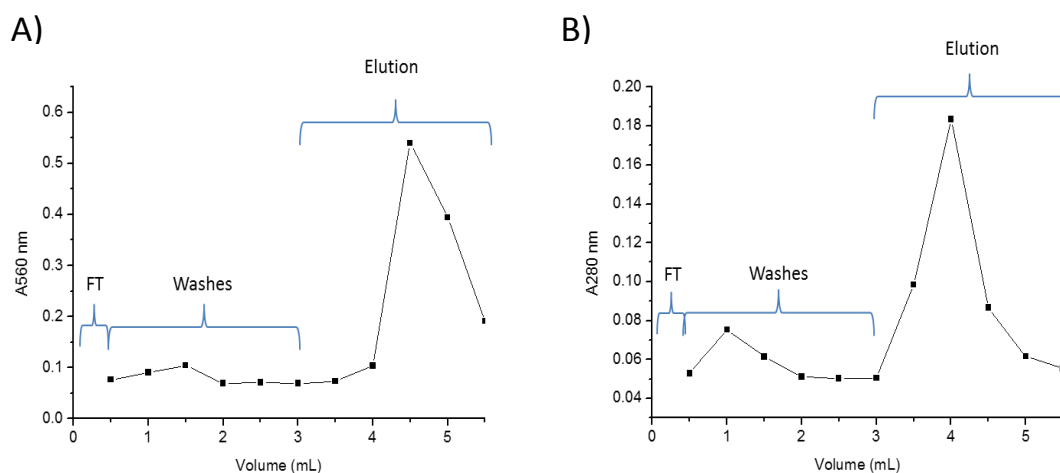 A)
Elution
FT
Washes
A560 nm
0.6
0.5
0.4
0.3
0.2
0.1
0.0
0 1 2 3 4 5
Volume (mL)
B)
Elution
FT
Washes
A280 nm
0.20
0.18
0.16
0.14
0.12
0.10
0.08
0.06
0.04
0 1 2 3 4 5
Volume (mL)